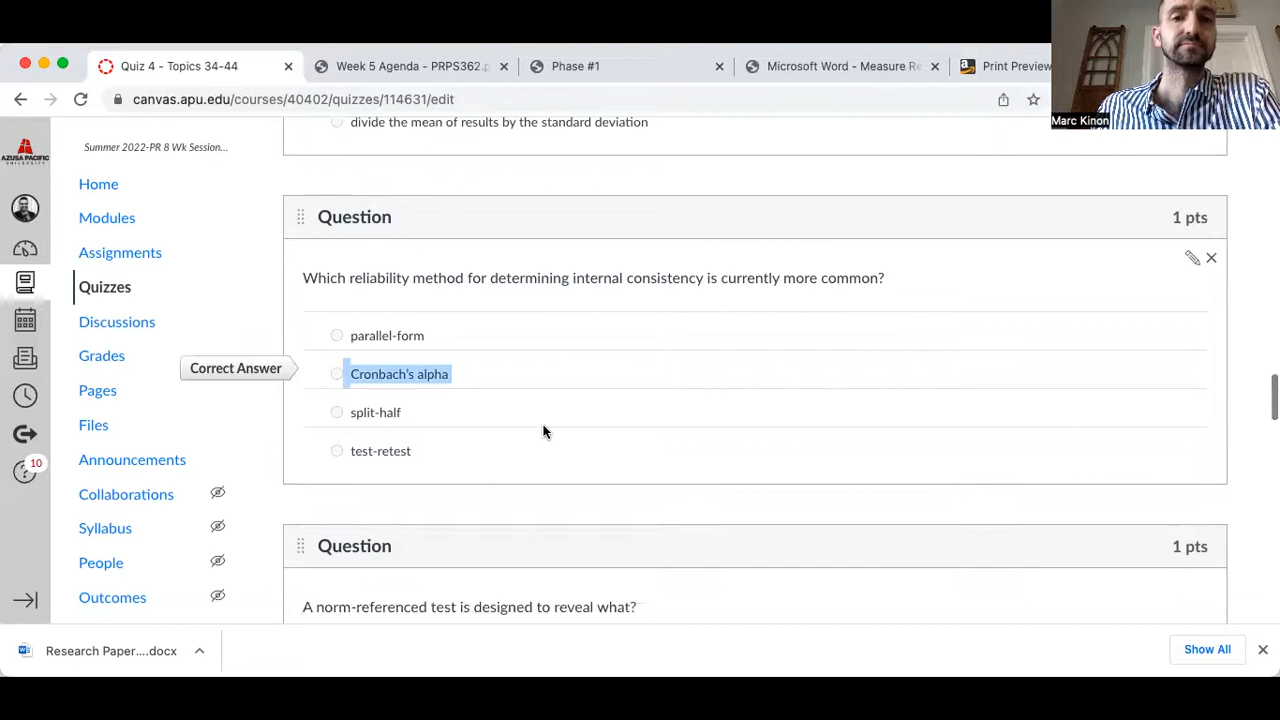 Quiz 4 - Topics 34-44
Week 5 Agenda - PRPS362.p
Phase #1
Microsoft Word - Measure Re
Print Preview
Marc Kinon
canvas.apu.edu/courses/40402/quizzes/114631/edit
AZUSA PACIFIC
UNIVERSITY
10
Summer 2022-PR 8 Wk Session...
Home
Modules
Assignments
Quizzes
Discussions
Grades
Pages
Files
Announcements
Collaborations
Syllabus
People
Outcomes
divide the mean of results by the standard deviation
Question
1 pts
Which reliability method for determining internal consistency is currently more common?
parallel-form
Correct Answer
Cronbach's alpha
split-half
test-retest
Question
1 pts
A norm-referenced test is designed to reveal what?
Research Paper....docx
Show All